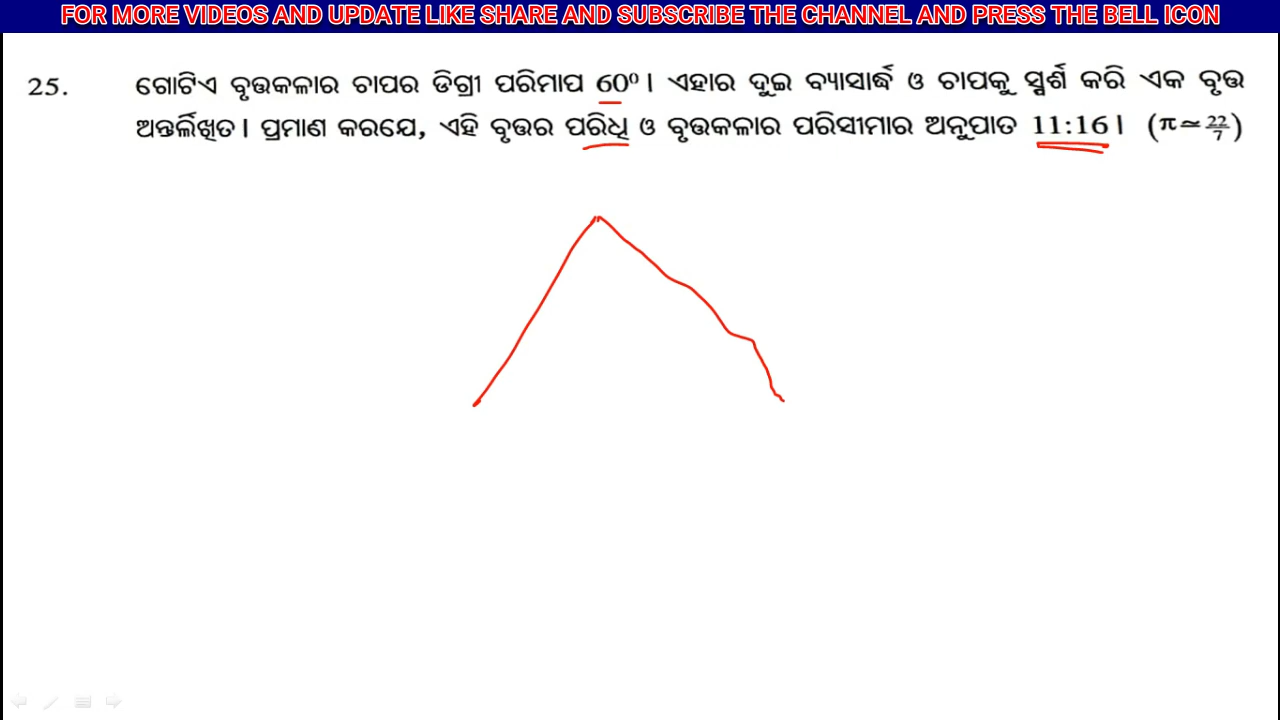 FOR MORE VIDEOS AND UPDATE LIKE SHARE AND SUBSCRIBE THE CHANNEL AND PRESS THE BELL ICON
25. ଗୋଟିଏ ବୃତ୍ତକଳାର ଚାପର ଡିଗ୍ରୀ ପରିମାପ 60⁰। ଏହାର ଦୁଇ ବ୍ୟାସାର୍ଦ୍ଧ ଓ ଚାପକୁ ସ୍ପର୍ଶ କରି ଏକ ବୃତ୍ତ
ଅନ୍ତର୍ଲିଖିତ। ପ୍ରମାଣ କରଯେ, ଏହି ବୃତ୍ତର ପରିଧି ଓ ବୃତ୍ତକଳାର ପରିସୀମାର ଅନୁପାତ 11:16। (π≃22/7)